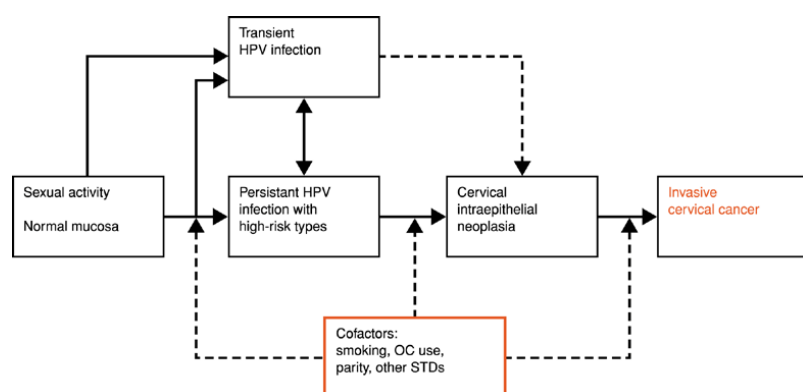 Transient
HPV infection
Sexual activity
Normal mucosa
Persistant HPV
infection with
high-risk types
Cervical
intraepithelial
neoplasia
Invasive
cervical cancer
Cofactors:
smoking, OC use,
parity, other STDs